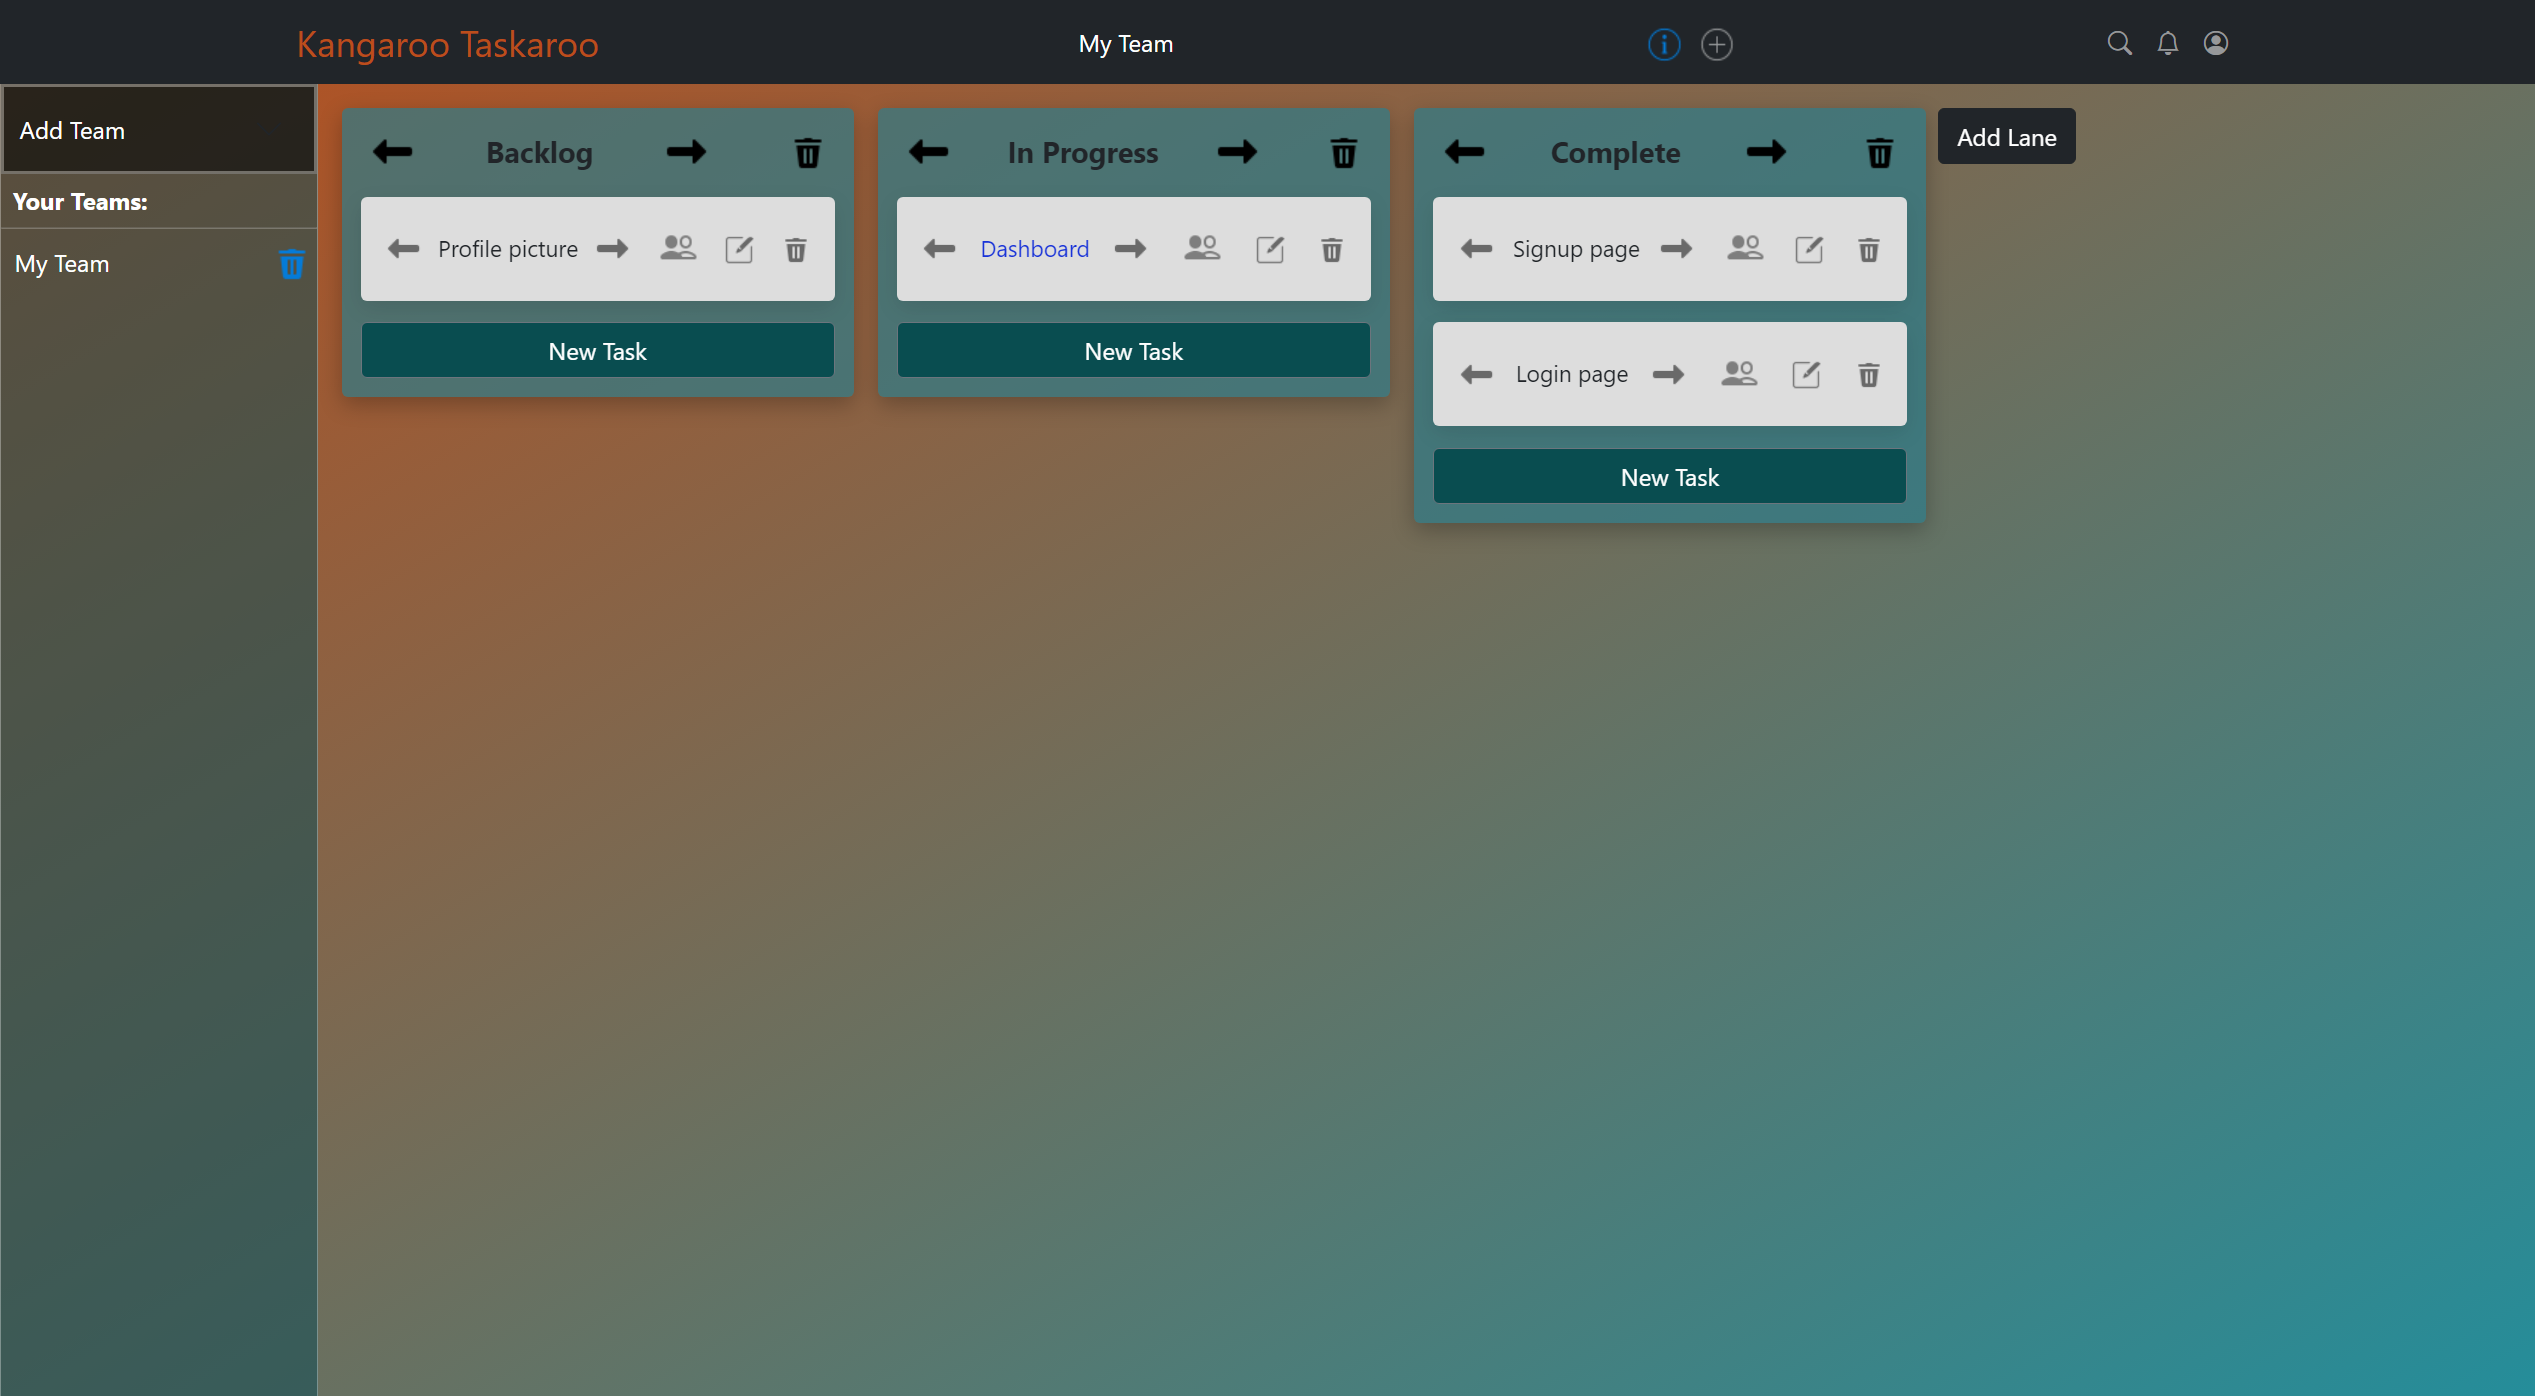 Kangaroo Taskaroo
My Team
Add Team
Your Teams:
My Team
Backlog
Profile picture
New Task
In Progress
Dashboard
New Task
Complete
Signup page
Login page
New Task
Add Lane